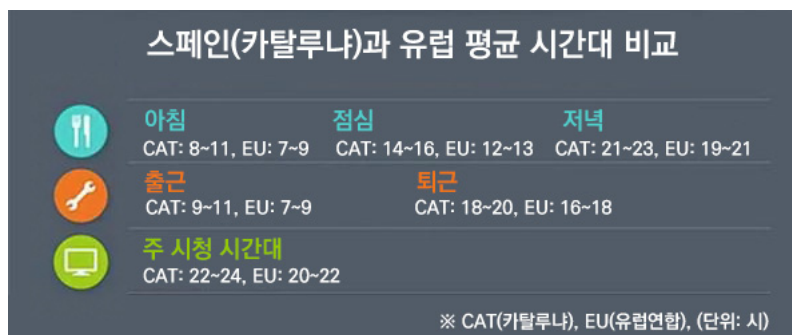 스페인(카탈루냐)과 유럽 평균 시간대 비교
아침 점심 저녁
CAT: 8~11, EU: 7~9 CAT: 14~16, EU: 12~13 CAT: 21~23, EU: 19~21
출근 퇴근
CAT: 9~11, EU: 7~9 CAT: 18~20, EU: 16~18
주 시청 시간대
CAT: 22~24, EU: 20~22
※ CAT(카탈루냐), EU(유럽연합), (단위: 시)